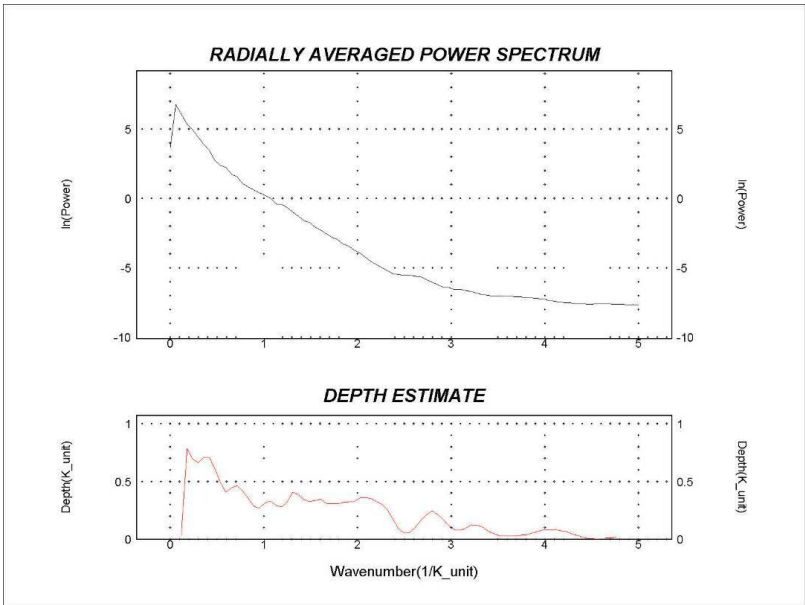 RADIALLY AVERAGED POWER SPECTRUM
ln(Power)
5
0
-5
-10
0 1 2 3 4 5
5
0
-5
-10
ln(Power)
DEPTH ESTIMATE
Depth(K_unit)
1
0.5
0
0 1 2 3 4 5
1
0.5
0
Depth(K_unit)
Wavenumber(1/K_unit)